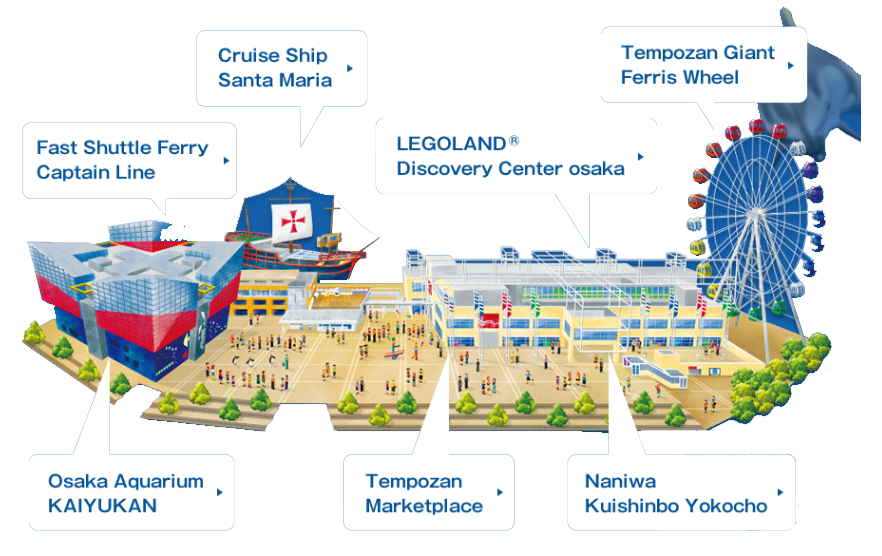 Cruise Ship
Santa Maria
Tempozan Giant
Ferris Wheel
Fast Shuttle Ferry
Captain Line
LEGOLAND®
Discovery Center osaka
Osaka Aquarium
KAIYUKAN
Tempozan
Marketplace
Naniwa
Kuishinbo Yokocho